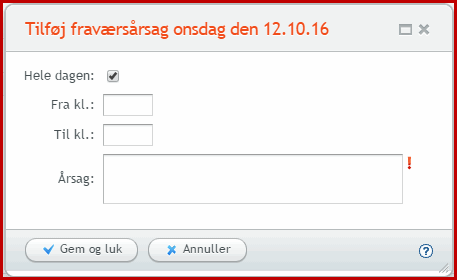 Tilføj fraværsårsag onsdag den 12.10.16
Hele dagen:
Fra kl.:
Til kl.:
Årsag:
!
Gem og luk Annuller ?